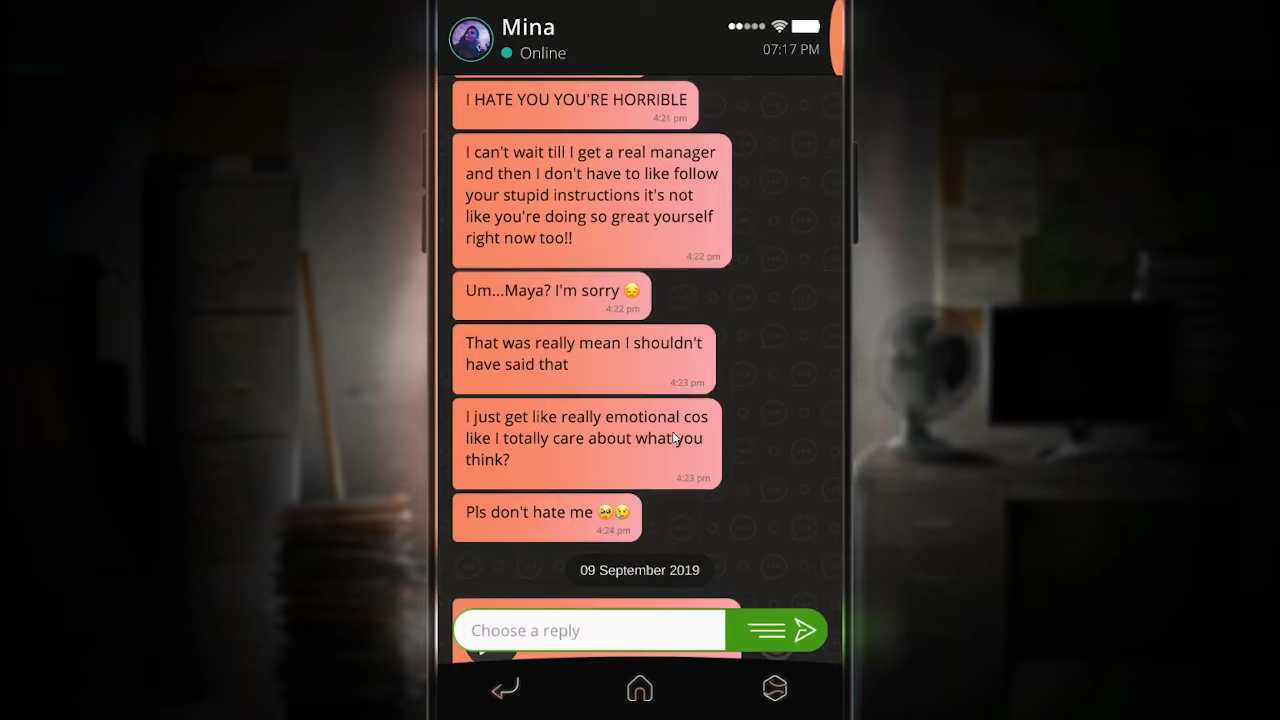 Mina
Online
07:17 PM
I HATE YOU YOU'RE HORRIBLE
4:21 pm
I can't wait till I get a real manager
and then I don't have to like follow
your stupid instructions it's not
like you're doing so great yourself
right now too!!
4:22 pm
Um...Maya? I'm sorry 😔
4:22 pm
That was really mean I shouldn't
have said that
4:23 pm
I just get like really emotional cos
like I totally care about what you
think?
4:23 pm
Pls don't hate me 🥺😢
4:24 pm
09 September 2019
Choose a reply